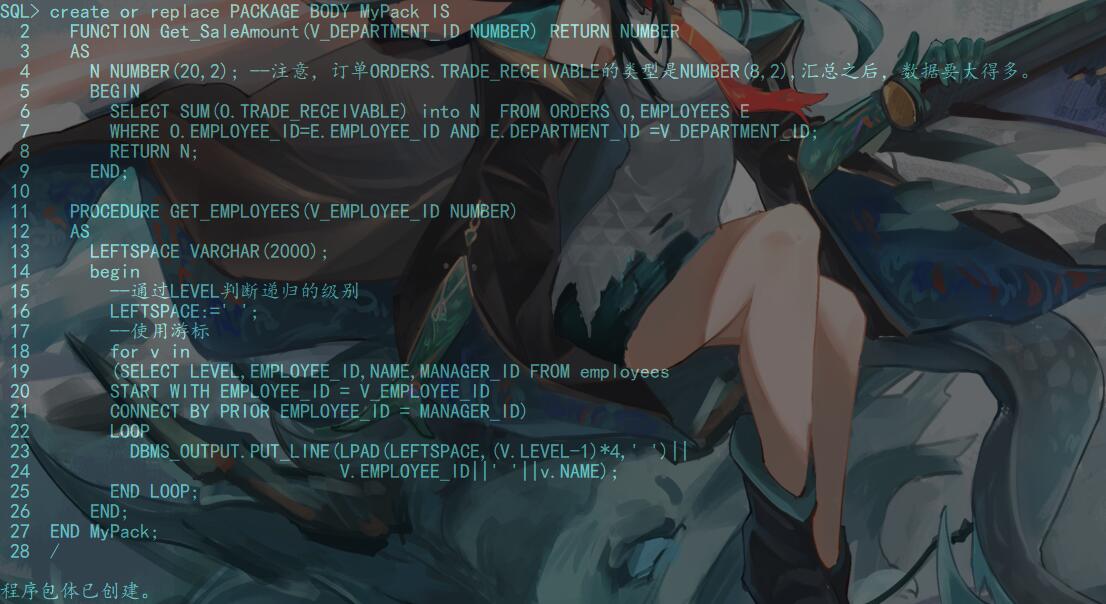 SQL> create or replace PACKAGE BODY MyPack IS
  2    FUNCTION Get_SaleAmount(V_DEPARTMENT_ID NUMBER) RETURN NUMBER
  3    AS
  4      N NUMBER(20,2); --注意, 订单ORDERS.TRADE_RECEIVABLE的类型是NUMBER(8,2),汇总之后, 数据要大得多。
  5      BEGIN
  6        SELECT SUM(O.TRADE_RECEIVABLE) into N  FROM ORDERS O,EMPLOYEES E
  7        WHERE O.EMPLOYEE_ID=E.EMPLOYEE_ID AND E.DEPARTMENT_ID =V_DEPARTMENT_ID;
  8        RETURN N;
  9      END;
 10
 11    PROCEDURE GET_EMPLOYEES(V_EMPLOYEE_ID NUMBER)
 12    AS
 13      LEFTSPACE VARCHAR(2000);
 14      begin
 15        --通过LEVEL判断递归的级别
 16        LEFTSPACE:=' ';
 17        --使用游标
 18        for v in
 19        (SELECT LEVEL,EMPLOYEE_ID,NAME,MANAGER_ID FROM employees
 20        START WITH EMPLOYEE_ID = V_EMPLOYEE_ID
 21        CONNECT BY PRIOR EMPLOYEE_ID = MANAGER_ID)
 22        LOOP
 23          DBMS_OUTPUT.PUT_LINE(LPAD(LEFTSPACE,(V.LEVEL-1)*4,' ')||
 24                               V.EMPLOYEE_ID||' '||v.NAME);
 25        END LOOP;
 26      END;
 27  END MyPack;
 28  /
程序包体已创建。